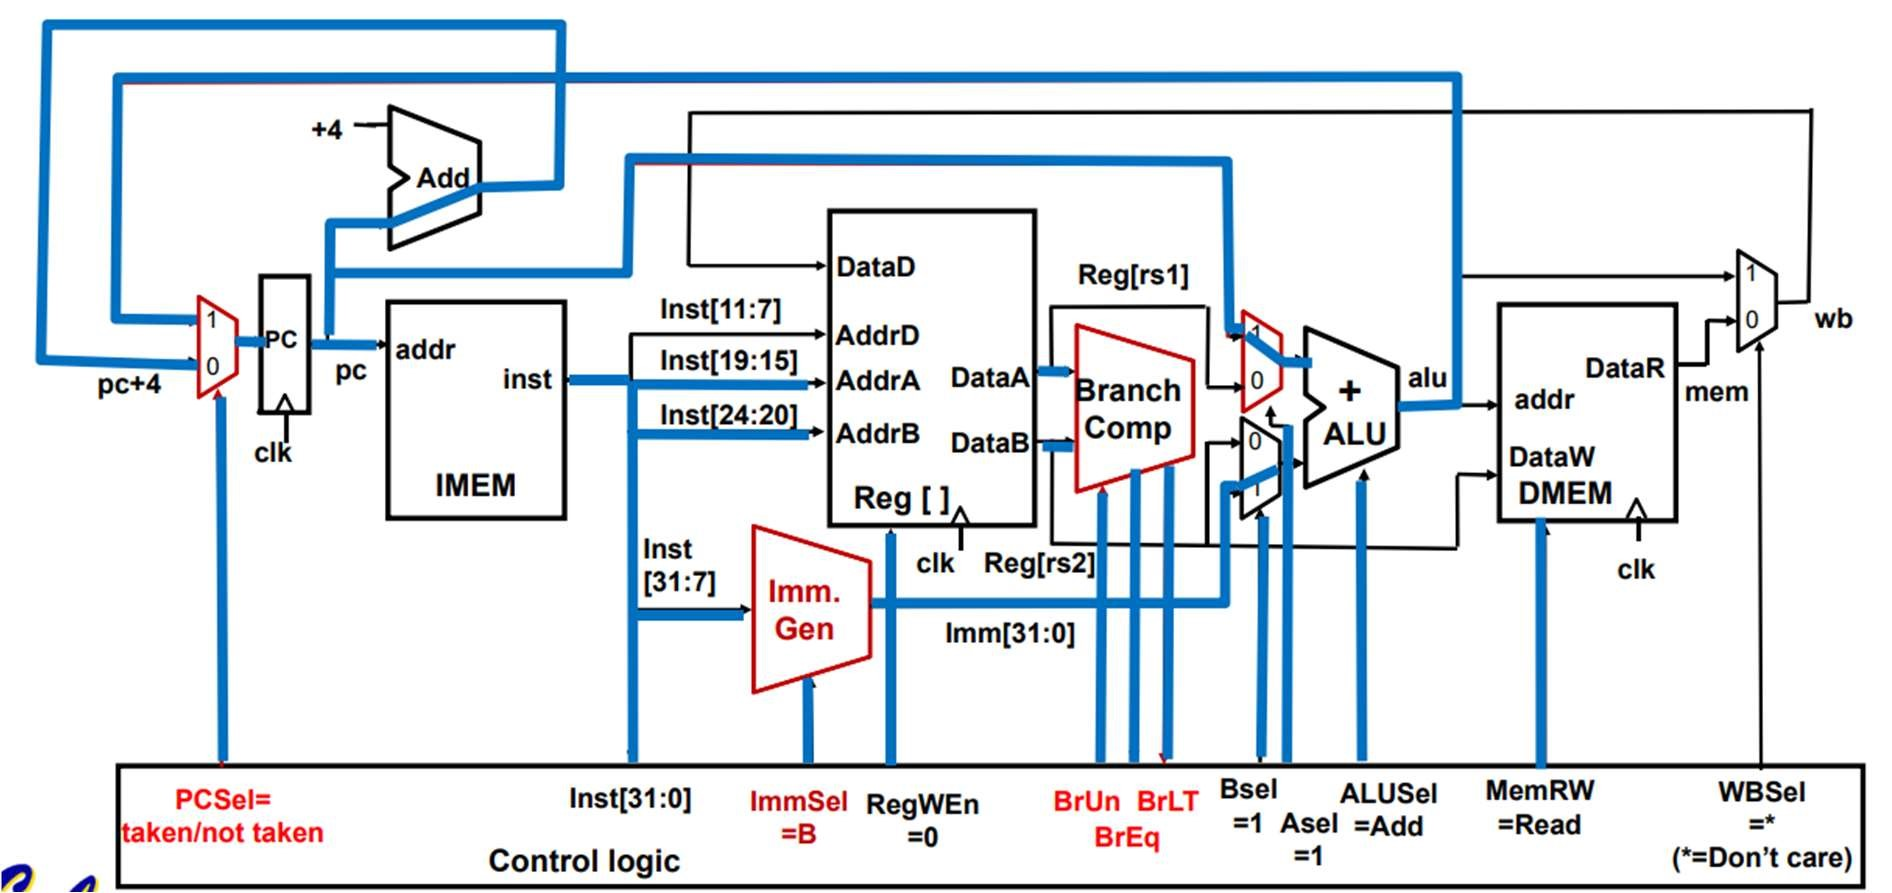 +4
Add
1
0
pc+4
PC
clk
pc
addr
inst
IMEM
Inst[11:7]
Inst[19:15]
Inst[24:20]
Inst
[31:7]
DataD
AddrD
AddrA
AddrB
DataA
DataB
Reg [ ]
clk
Imm.
Gen
Imm[31:0]
Reg[rs1]
Reg[rs2]
Branch
Comp
1
0
0
1
+
ALU
alu
addr
DataR
DataW
DMEM
clk
mem
1
0
wb
PCSel=
taken/not taken
Inst[31:0]
ImmSel
=B
RegWEn
=0
BrUn BrLT
BrEq
Bsel
=1
Asel
=1
ALUSel
=Add
MemRW
=Read
WBSel
=*
(*=Don't care)
Control logic